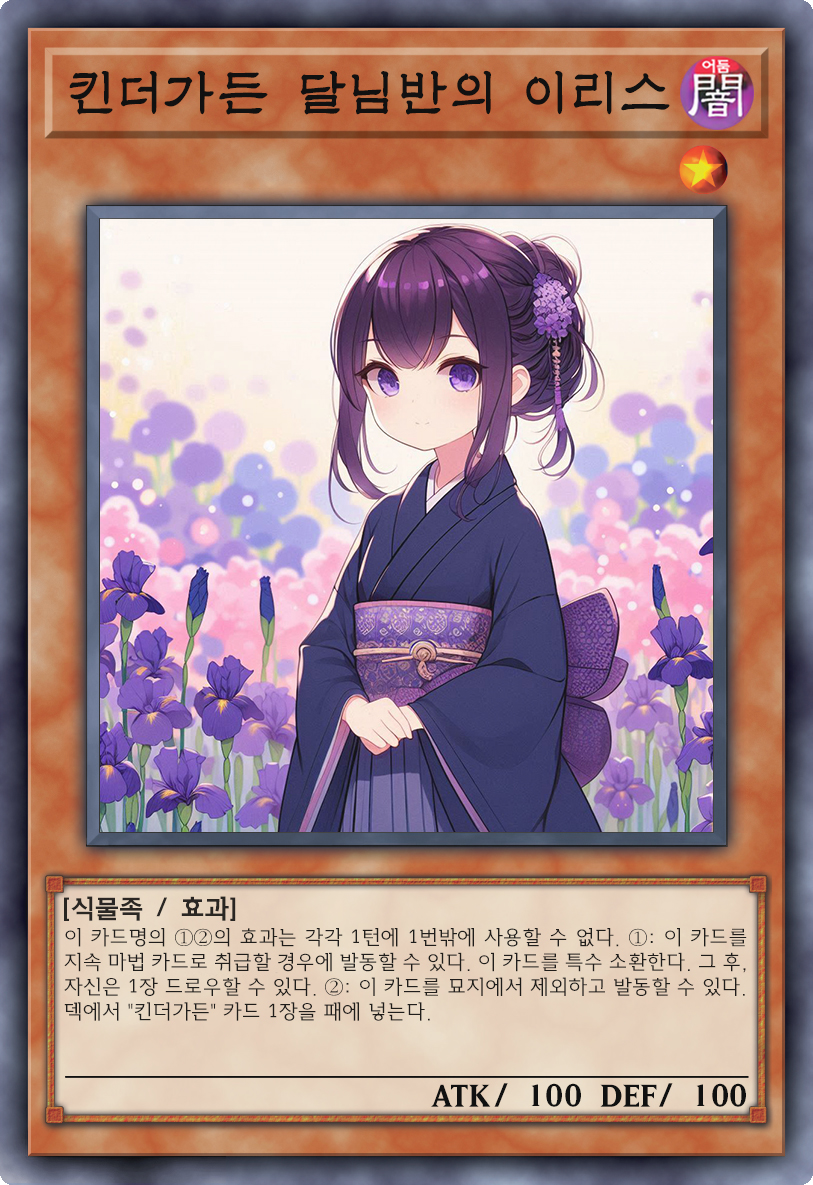 킨더가든 달님반의 이리스
어둠
闇
[식물족 / 효과]
이 카드명의 ①②의 효과는 각각 1턴에 1번밖에 사용할 수 없다. ①: 이 카드를
지속 마법 카드로 취급할 경우에 발동할 수 있다. 이 카드를 특수 소환한다. 그 후,
자신은 1장 드로우할 수 있다. ②: 이 카드를 묘지에서 제외하고 발동할 수 있다.
덱에서 "킨더가든" 카드 1장을 패에 넣는다.
ATK/ 100 DEF/ 100